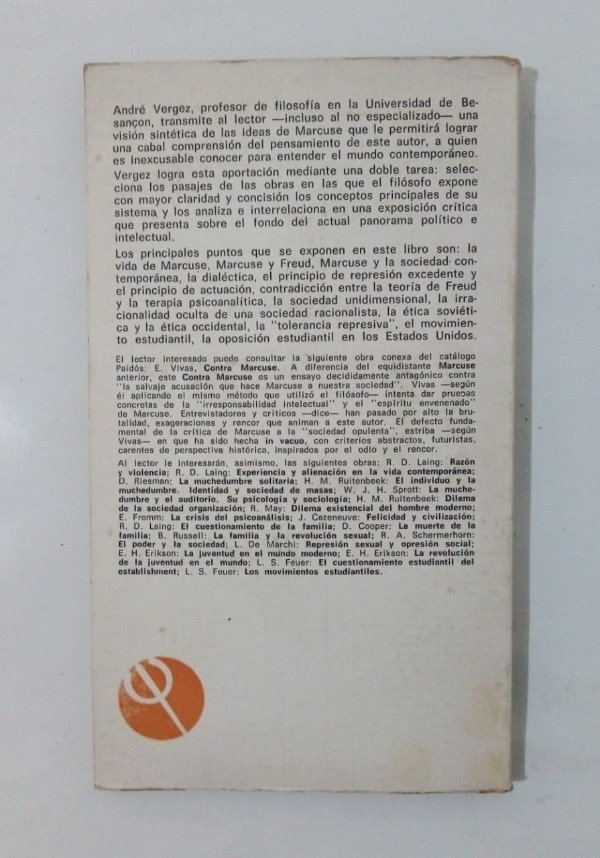 André Vergez, profesor de filosofía en la Universidad de Be-
sançon, transmite al lector —incluso al no especializado— una
visión sintética de las ideas de Marcuse que le permitirá lograr
una cabal comprensión del pensamiento de este autor, a quien
es inexcusable conocer para entender el mundo contemporáneo.
Vergez logra esta aportación mediante una doble tarea: selec-
ciona los pasajes de las obras en las que el filósofo expone
con mayor claridad y concisión los conceptos principales de su
sistema y los analiza e interrelaciona en una exposición crítica
que presenta sobre el fondo del actual panorama político e
intelectual.
Los principales puntos que se exponen en este libro son: la
vida de Marcuse, Marcuse y Freud, Marcuse y la sociedad con-
temporánea, la dialéctica, el principio de represión excedente y
el principio de actuación, contradicción entre la teoría de Freud
y la terapia psicoanalítica, la sociedad unidimensional, la irra-
cionalidad oculta de una sociedad racionalista, la ética soviéti-
ca y la ética occidental, la "tolerancia represiva", el movimien-
to estudiantil, la oposición estudiantil en los Estados Unidos.
El lector interesado puede consultar la siguiente obra conexa del catálogo
Paidós: E. Vivas, Contra Marcuse. A diferencia del equidistante Marcuse
anterior, este Contra Marcuse es un ensayo decididamente antagónico contra
"la salvaje acusación que hace Marcuse a nuestra sociedad". Vivas —según
él aplicando el mismo método que utilizó el filósofo— intenta dar pruebas
concretas de la "irresponsabilidad intelectual" y el "espíritu envenenado"
de Marcuse. Entrevistadores y críticos —dice— han pasado por alto la bru-
talidad, exageraciones y rencor que animan a este autor. El defecto funda-
mental de la crítica de Marcuse a la "sociedad opulenta", estriba —según
Vivas— en que ha sido hecha in vacuo, con criterios abstractos, futuristas,
carentes de perspectiva histórica, inspirados por el odio y el rencor.
Al lector le interesarán, asimismo, las siguientes obras: R. D. Laing: Razón
y violencia; R. D. Laing: Experiencia y alienación en la vida contemporánea;
D. Riesman: La muchedumbre solitaria; H. M. Ruitenbeek: El individuo y la
muchedumbre. Identidad y sociedad de masas; W. J. H. Sprott: La muche-
dumbre y el auditorio. Su psicología y sociología; H. M. Ruitenbeek: Dilema
de la sociedad organización; R. May: Dilema existencial del hombre moderno;
E. Fromm: La crisis del psicoanálisis; J. Cazeneuve: Felicidad y civilización;
R. D. Laing: El cuestionamiento de la familia; D. Cooper: La muerte de la
familia; B. Russell: La familia y la revolución sexual; R. A. Schermerhorn:
El poder y la sociedad; L. De Marchi: Represión sexual y opresión social;
E. H. Erikson: La juventud en el mundo moderno; E. H. Erikson: La revolución
de la juventud en el mundo; L. S. Feuer: El cuestionamiento estudiantil del
establishment; L. S. Feuer: Los movimientos estudiantiles.